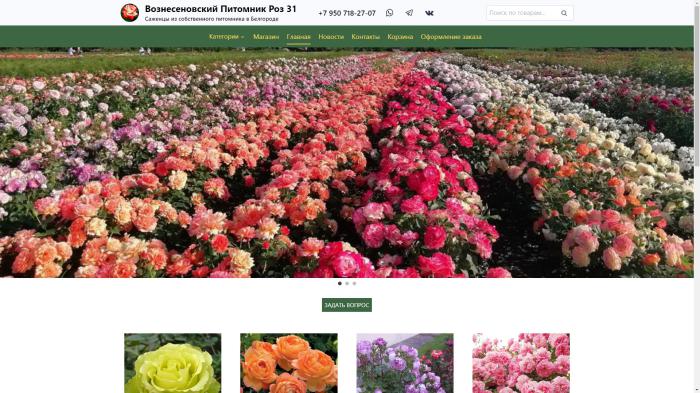 Вознесеновский Питомник Роз 31
Саженцы из собственного питомника в Белгороде
+7 950 718-27-07
Поиск по товарам…
Категории Магазин Главная Новости Контакты Корзина Оформление заказа
ЗАДАТЬ ВОПРОС